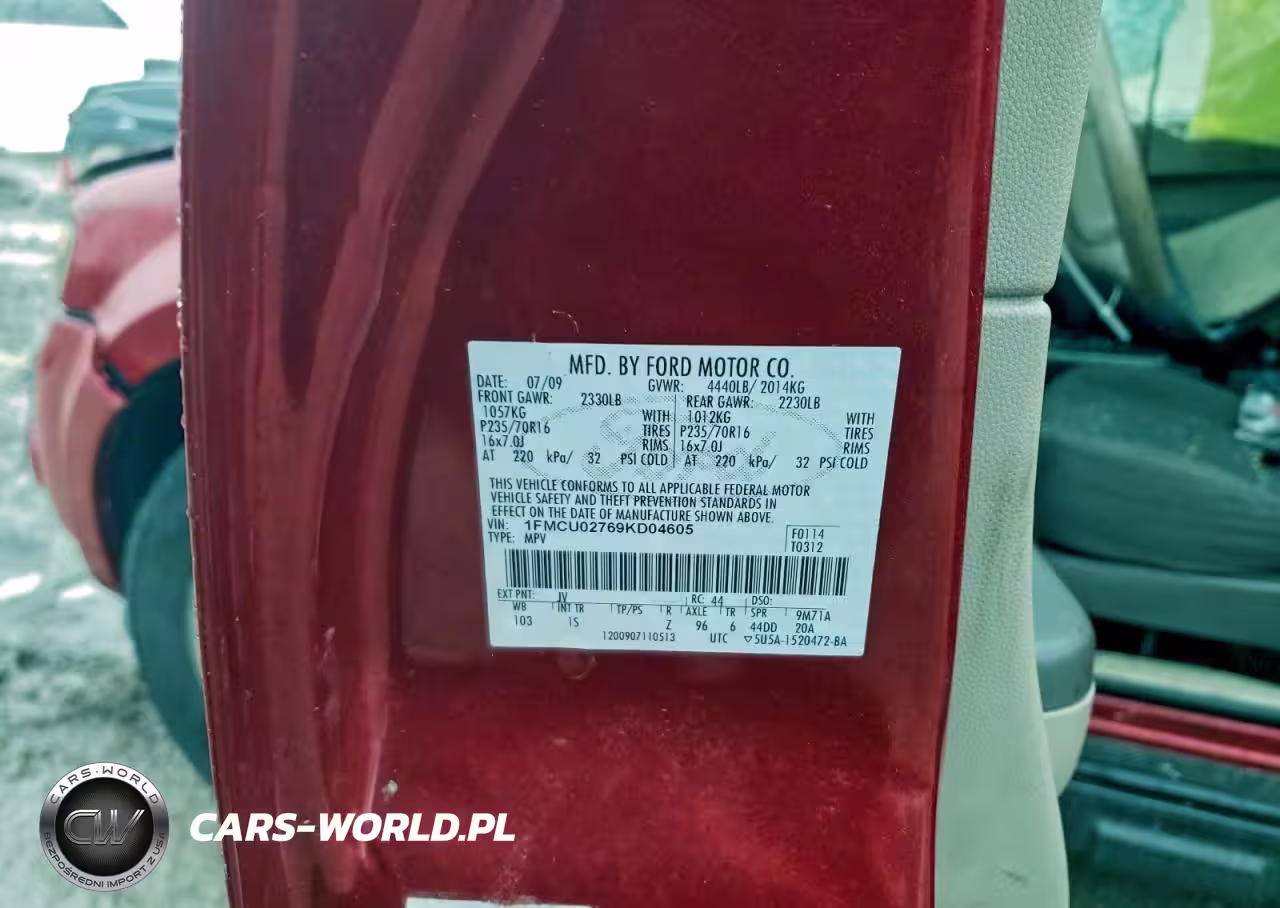 MFD. BY FORD MOTOR CO.
DATE: 07/09 GVWR: 4440LB/ 2014KG
FRONT GAWR: 2330LB REAR GAWR: 2230LB
1057KG WITH 1012KG WITH
P235/70R16 TIRES P235/70R16 TIRES
16x7.0J RIMS 16x7.0J RIMS
AT 220 kPa/ 32 PSI COLD AT 220 kPa/ 32 PSI COLD
THIS VEHICLE CONFORMS TO ALL APPLICABLE FEDERAL MOTOR
VEHICLE SAFETY AND THEFT PREVENTION STANDARDS IN
EFFECT ON THE DATE OF MANUFACTURE SHOWN ABOVE.
VIN: 1FMCU02769KD04605 F0114
TYPE: MPV T0312
EXT PNT: JV RC: 44 DSO:
WB INT TR TP/PS R AXLE TR SPR 9M71A
103 IS Z 96 6 44DD 20A
1200907110513 UTC ▽5U5A-1520472-BA
CARS-WORLD
CW
BEZPOŚREDNI IMPORT Z USA
CARS-WORLD.PL